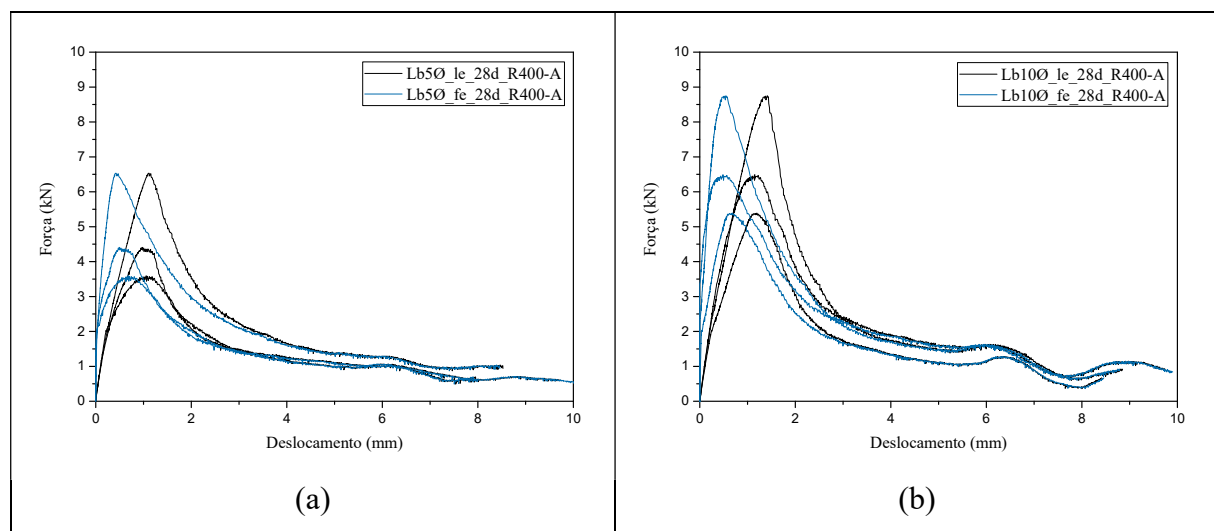 10
9
8
7
6
5
4
3
2
1
0
Força (kN)
Lb5Ø_le_28d_R400-A
Lb5Ø_fe_28d_R400-A
0 2 4 6 8 10
Deslocamento (mm)
(a)
10
9
8
7
6
5
4
3
2
1
0
Força (kN)
Lb10Ø_le_28d_R400-A
Lb10Ø_fe_28d_R400-A
0 2 4 6 8 10
Deslocamento (mm)
(b)